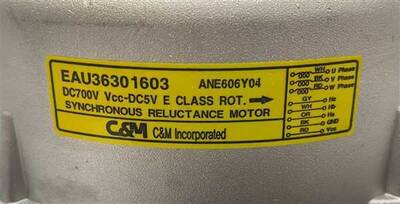 EAU36301603 ANE606Y04
DC700V Vcc-DC5V E CLASS ROT.
SYNCHRONOUS RELUCTANCE MOTOR
C&M C&M Incorporated
WH U Phase
BK V Phase
RD W Phase
GY Hc
WH Hb
OR Ha
BK GND
RD Vcc